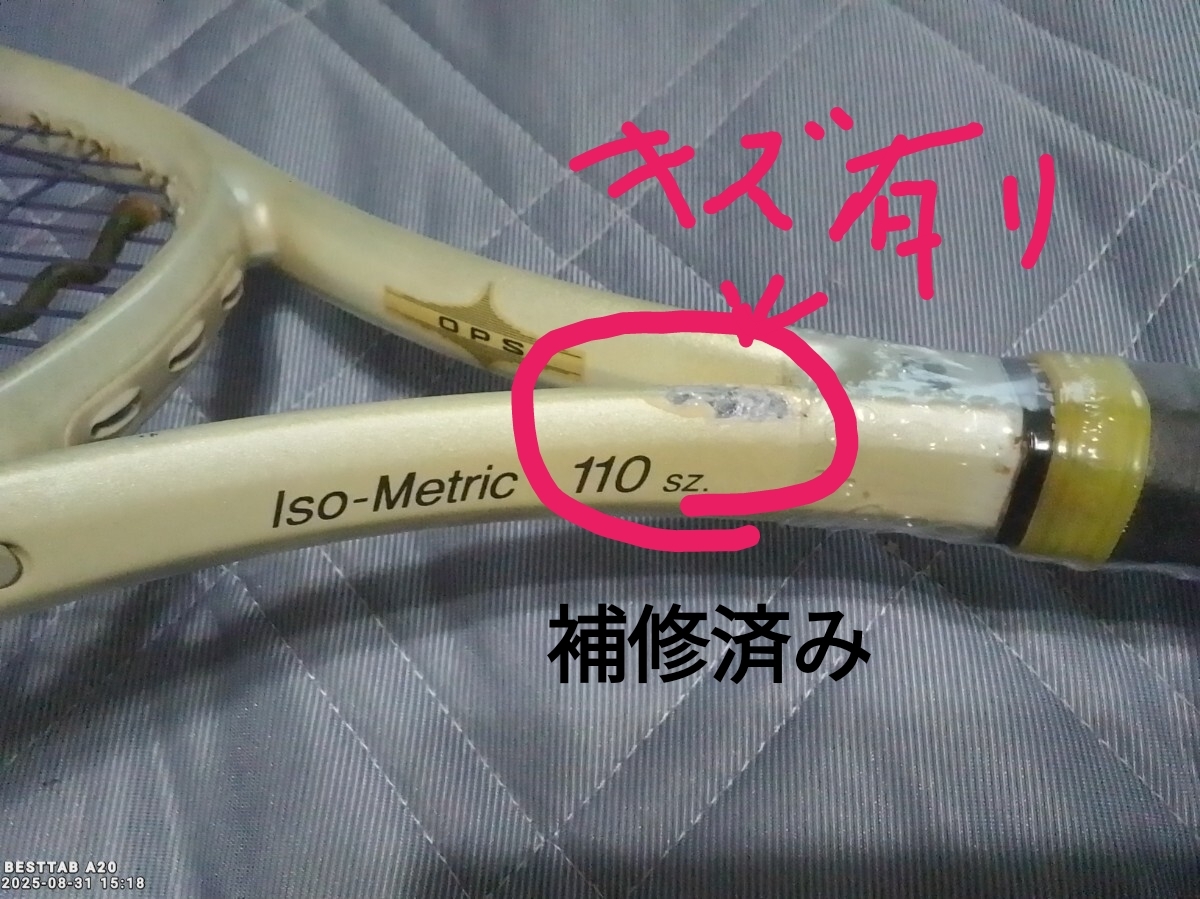 キズ有り
OPS
Iso-Metric 110 SZ.
補修済み
BESTTAB A20
2025-08-31 15:18